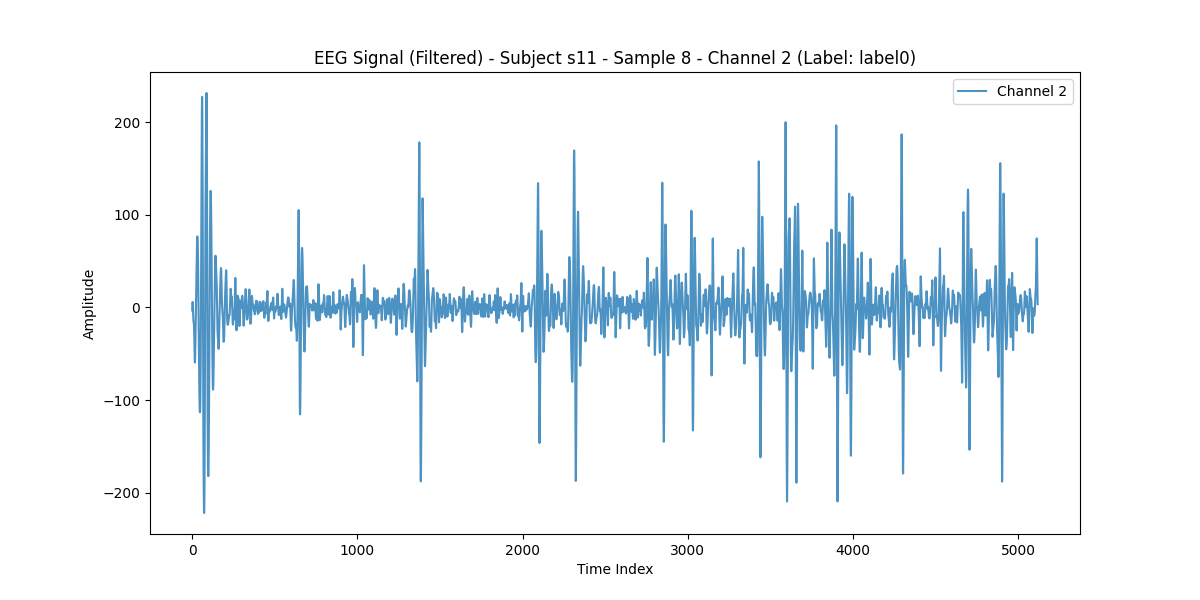 EEG Signal (Filtered) - Subject s11 - Sample 8 - Channel 2 (Label: label0)
Channel 2
200
100
0
−100
−200
Amplitude
0 1000 2000 3000 4000 5000
Time Index